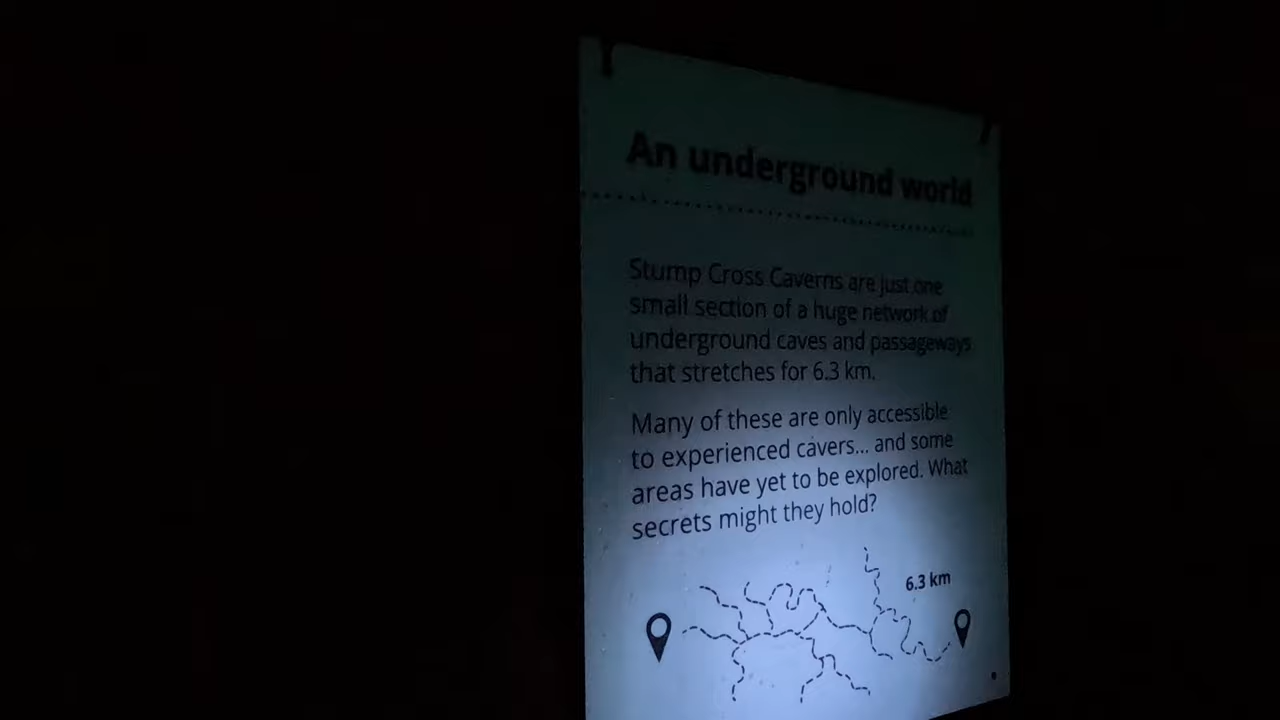 An underground world
Stump Cross Caverns are just one
small section of a huge network of
underground caves and passageways
that stretches for 6.3 km.
Many of these are only accessible
to experienced cavers... and some
areas have yet to be explored. What
secrets might they hold?
6.3 km